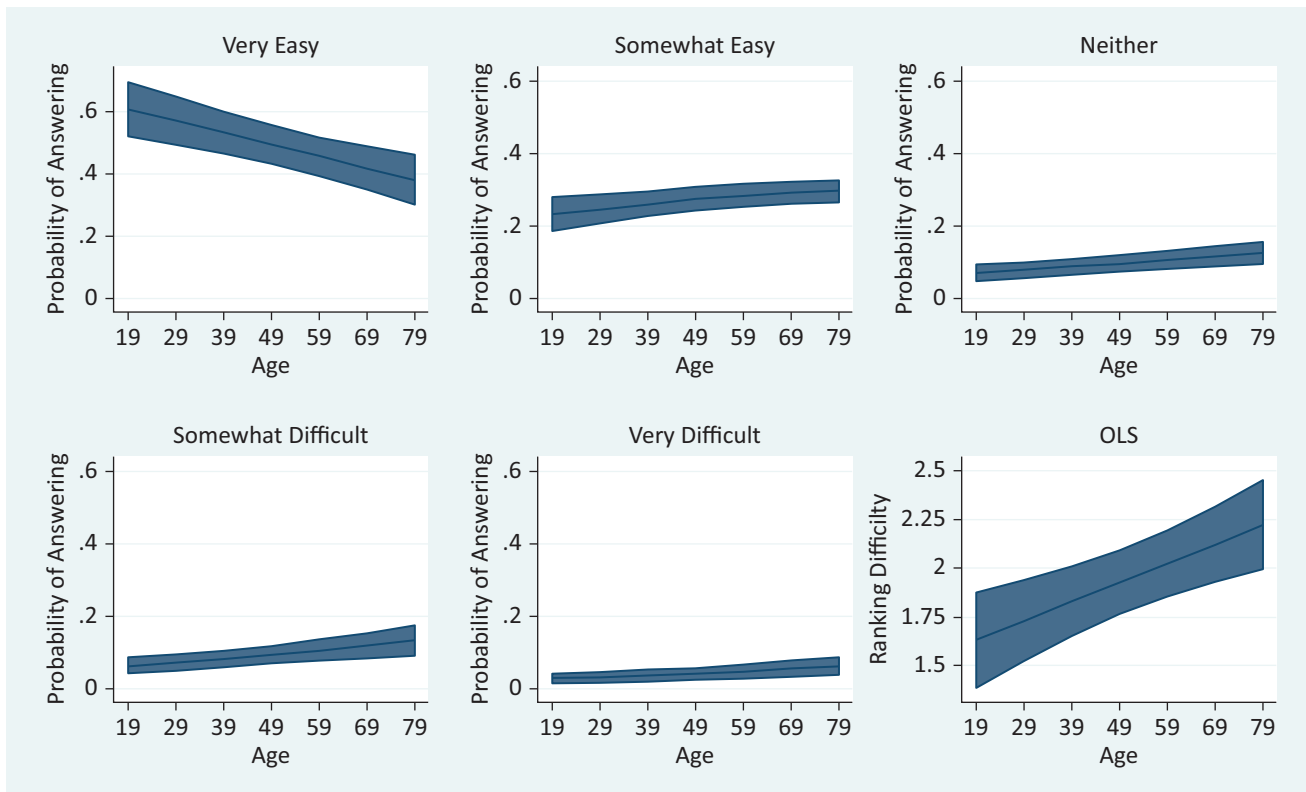 Very Easy
Probability of Answering
.6
.4
.2
0
19 29 39 49 59 69 79
Age
Somewhat Easy
Probability of Answering
.6
.4
.2
0
19 29 39 49 59 69 79
Age
Neither
Probability of Answering
.6
.4
.2
0
19 29 39 49 59 69 79
Age
Somewhat Difficult
Probability of Answering
.6
.4
.2
0
19 29 39 49 59 69 79
Age
Very Difficult
Probability of Answering
.6
.4
.2
0
19 29 39 49 59 69 79
Age
OLS
Ranking Difficilty
2.5
2.25
2
1.75
1.5
19 29 39 49 59 69 79
Age